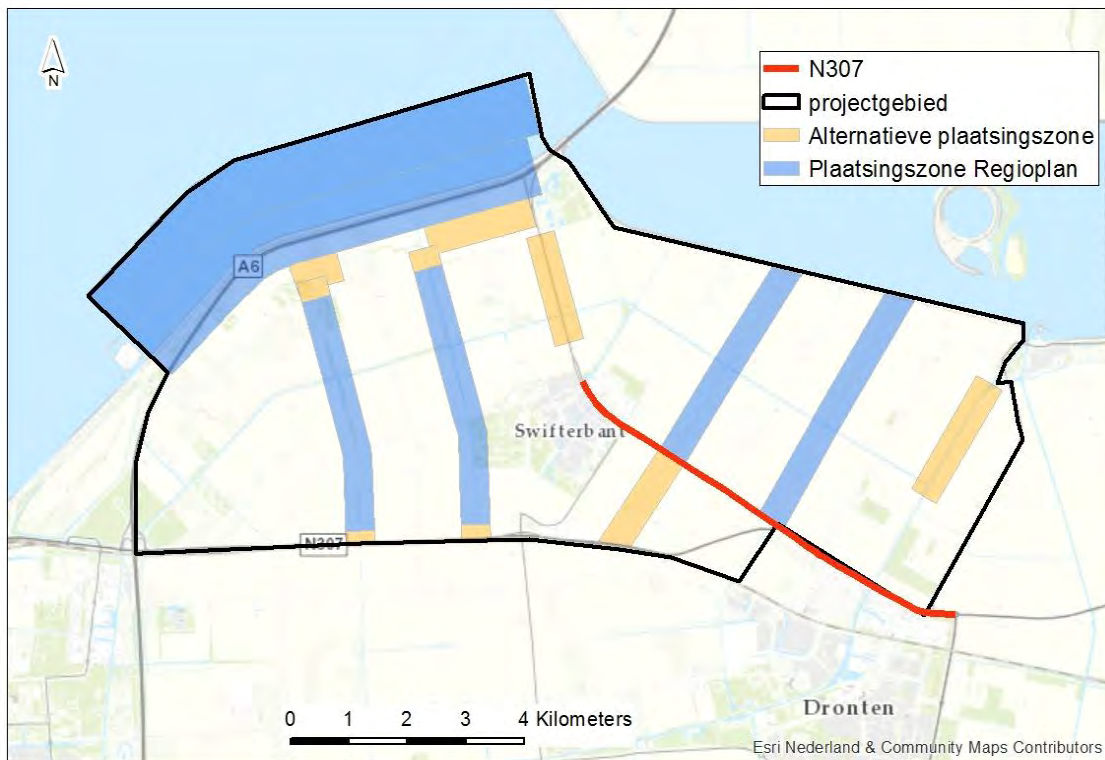 N
N307
projectgebied
Alternatieve plaatsingszone
Plaatsingszone Regioplan
A6
Swifterbant
N307
Dronten
0 1 2 3 4 Kilometers
Esri Nederland & Community Maps Contributors